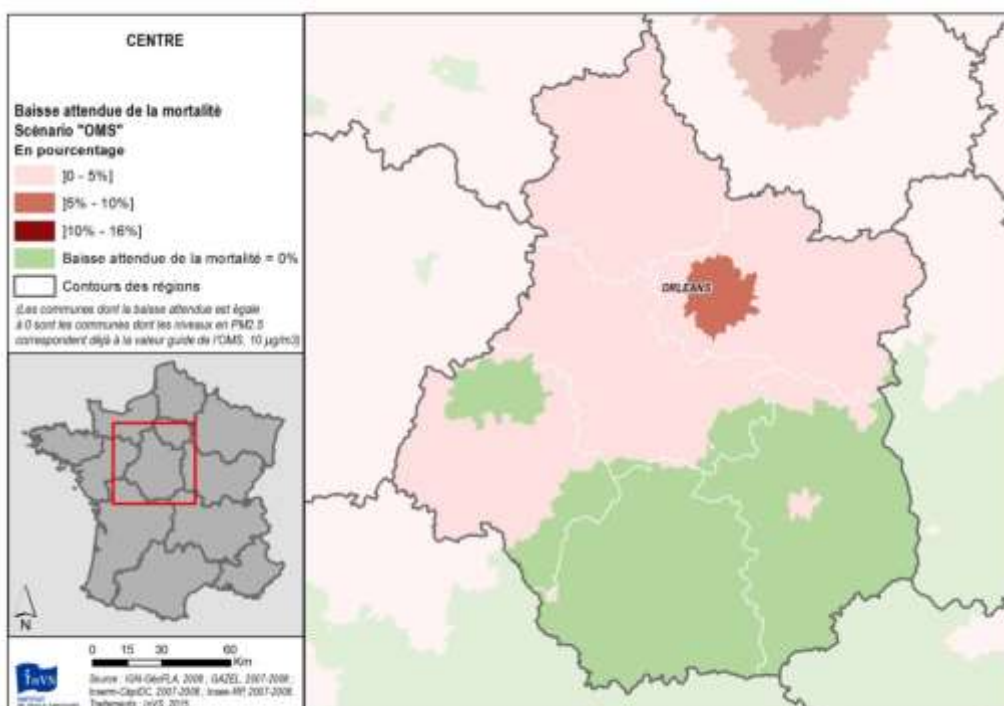 CENTRE
Baisse attendue de la mortalité
Scénario "OMS"
En pourcentage
]0 - 5%]
]5% - 10%]
]10% - 16%]
Baisse attendue de la mortalité = 0%
Contours des régions
(Les communes dont la baisse attendue est égale
à 0 sont les communes dont les niveaux en PM2.5
correspondent déjà à la valeur guide de l'OMS, 10 µg/m3)
ORLEANS
N
0 15 30 60
Km
Source : IGN-GéoFLA, 2008 ; GAZEL, 2007-2008 ;
Inserm-CépiDC, 2007-2008 ; Insee-RP, 2007-2008.
Traitements : InVS, 2015
InVS
INSTITUT